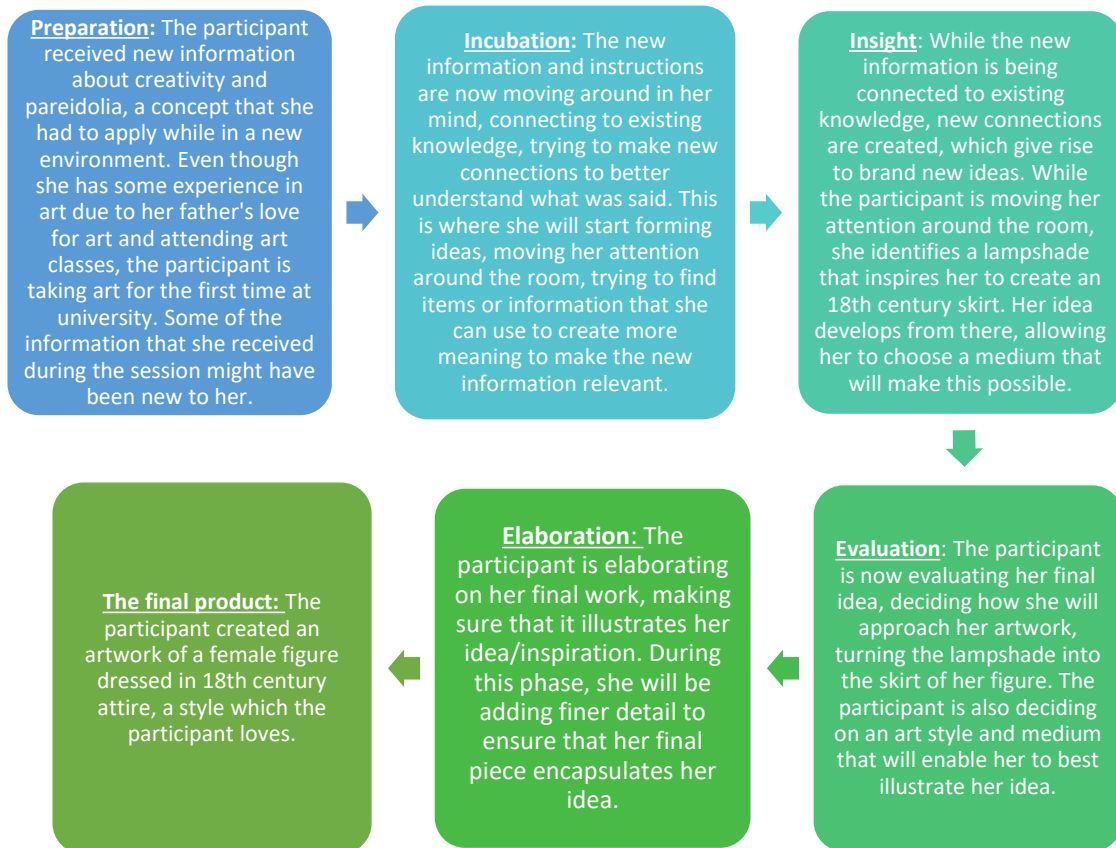 Preparation: The participant
received new information
about creativity and
pareidolia, a concept that she
had to apply while in a new
environment. Even though
she has some experience in
art due to her father's love
for art and attending art
classes, the participant is
taking art for the first time at
university. Some of the
information that she received
during the session might have
been new to her.
Incubation: The new
information and instructions
are now moving around in her
mind, connecting to existing
knowledge, trying to make new
connections to better
understand what was said. This
is where she will start forming
ideas, moving her attention
around the room, trying to find
items or information that she
can use to create more
meaning to make the new
information relevant.
Insight: While the new
information is being
connected to existing
knowledge, new connections
are created, which give rise
to brand new ideas. While
the participant is moving her
attention around the room,
she identifies a lampshade
that inspires her to create an
18th century skirt. Her idea
develops from there, allowing
her to choose a medium that
will make this possible.
Evaluation: The participant
is now evaluating her final
idea, deciding how she will
approach her artwork,
turning the lampshade into
the skirt of her figure. The
participant is also deciding
on an art style and medium
that will enable her to best
illustrate her idea.
Elaboration: The
participant is elaborating
on her final work, making
sure that it illustrates her
idea/inspiration. During
this phase, she will be
adding finer detail to
ensure that her final
piece encapsulates her
idea.
The final product: The
participant created an
artwork of a female figure
dressed in 18th century
attire, a style which the
participant loves.